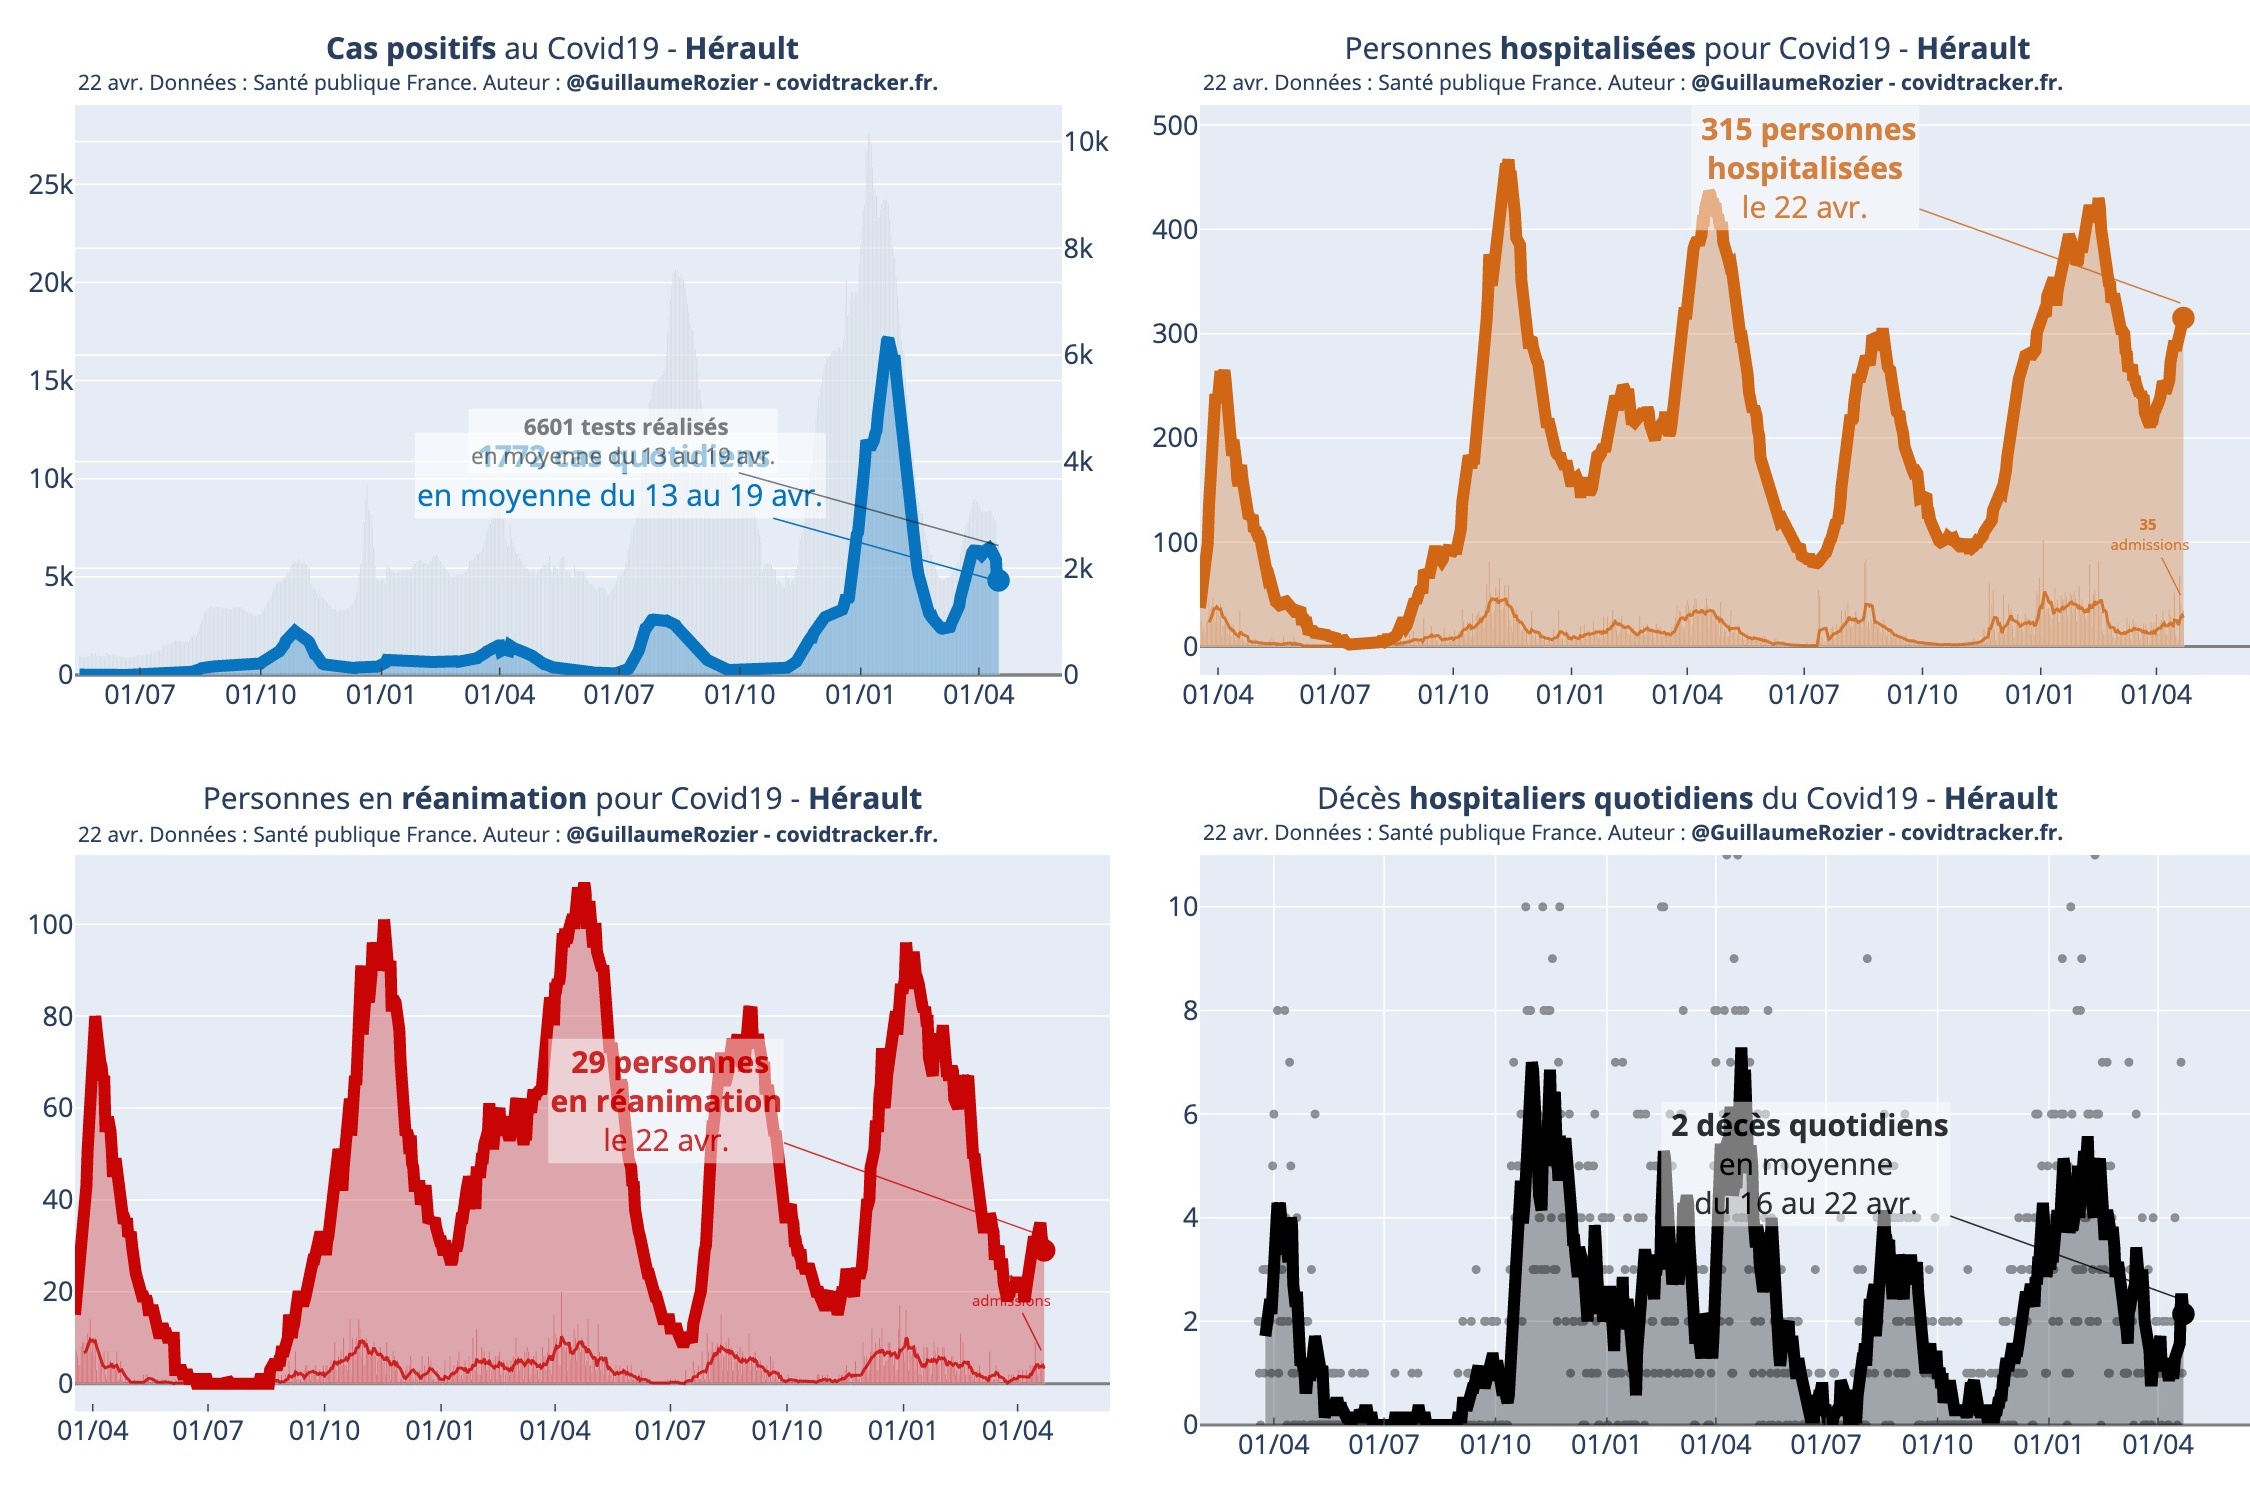 Cas positifs au Covid19 - Hérault
22 avr. Données : Santé publique France. Auteur : @GuillaumeRozier - covidtracker.fr.
25k
20k
15k
10k
5k
0
10k
8k
6k
4k
2k
0
6601 tests réalisés
en moyenne du 13 au 19 avr.
1773 cas quotidiens
en moyenne du 13 au 19 avr.
01/07 01/10 01/01 01/04 01/07 01/10 01/01 01/04
Personnes hospitalisées pour Covid19 - Hérault
22 avr. Données : Santé publique France. Auteur : @GuillaumeRozier - covidtracker.fr.
500
400
300
200
100
0
315 personnes
hospitalisées
le 22 avr.
35
admissions
01/04 01/07 01/10 01/01 01/04 01/07 01/10 01/01 01/04
Personnes en réanimation pour Covid19 - Hérault
22 avr. Données : Santé publique France. Auteur : @GuillaumeRozier - covidtracker.fr.
100
80
60
40
20
0
29 personnes
en réanimation
le 22 avr.
admissions
01/04 01/07 01/10 01/01 01/04 01/07 01/10 01/01 01/04
Décès hospitaliers quotidiens du Covid19 - Hérault
22 avr. Données : Santé publique France. Auteur : @GuillaumeRozier - covidtracker.fr.
10
8
6
4
2
0
2 décès quotidiens
en moyenne
du 16 au 22 avr.
01/04 01/07 01/10 01/01 01/04 01/07 01/10 01/01 01/04